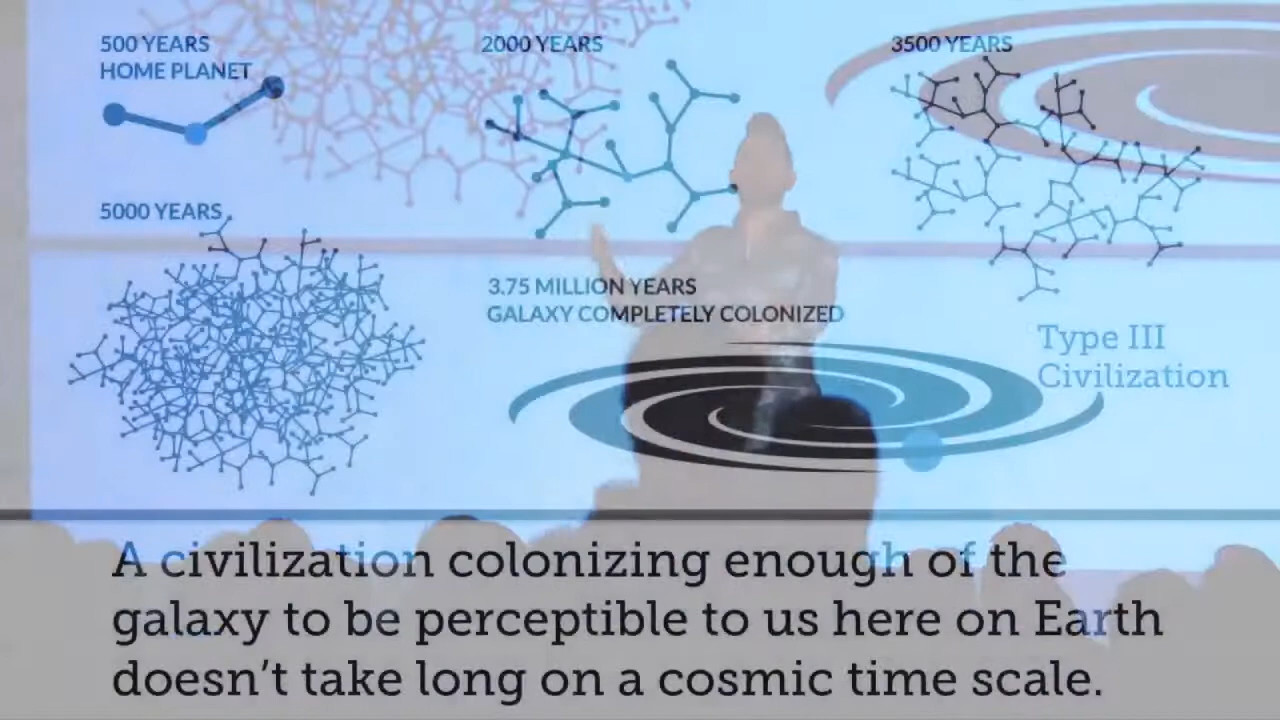 500 YEARS
HOME PLANET
2000 YEARS
3500 YEARS
5000 YEARS
3.75 MILLION YEARS
GALAXY COMPLETELY COLONIZED
Type III
Civilization
A civilization colonizing enough of the
galaxy to be perceptible to us here on Earth
doesn't take long on a cosmic time scale.